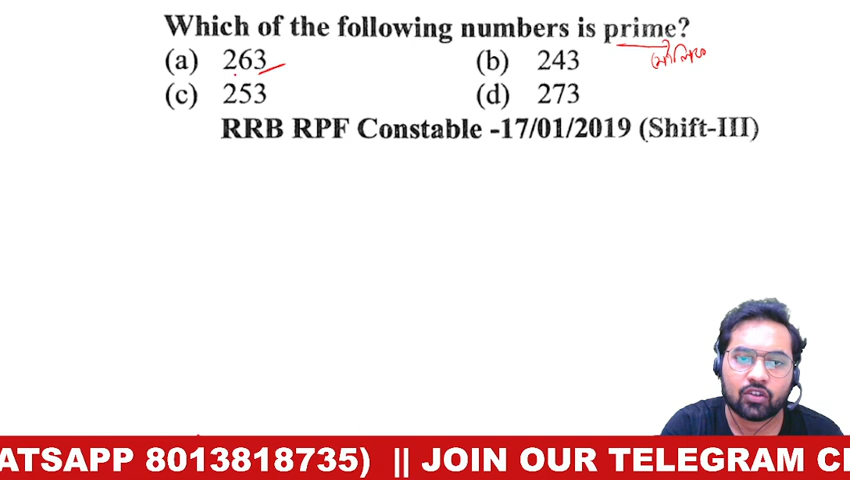 Which of the following numbers is prime?
মৌলিক
(a) 263 (b) 243
(c) 253 (d) 273
RRB RPF Constable -17/01/2019 (Shift-III)
ATSAPP 8013818735) || JOIN OUR TELEGRAM C